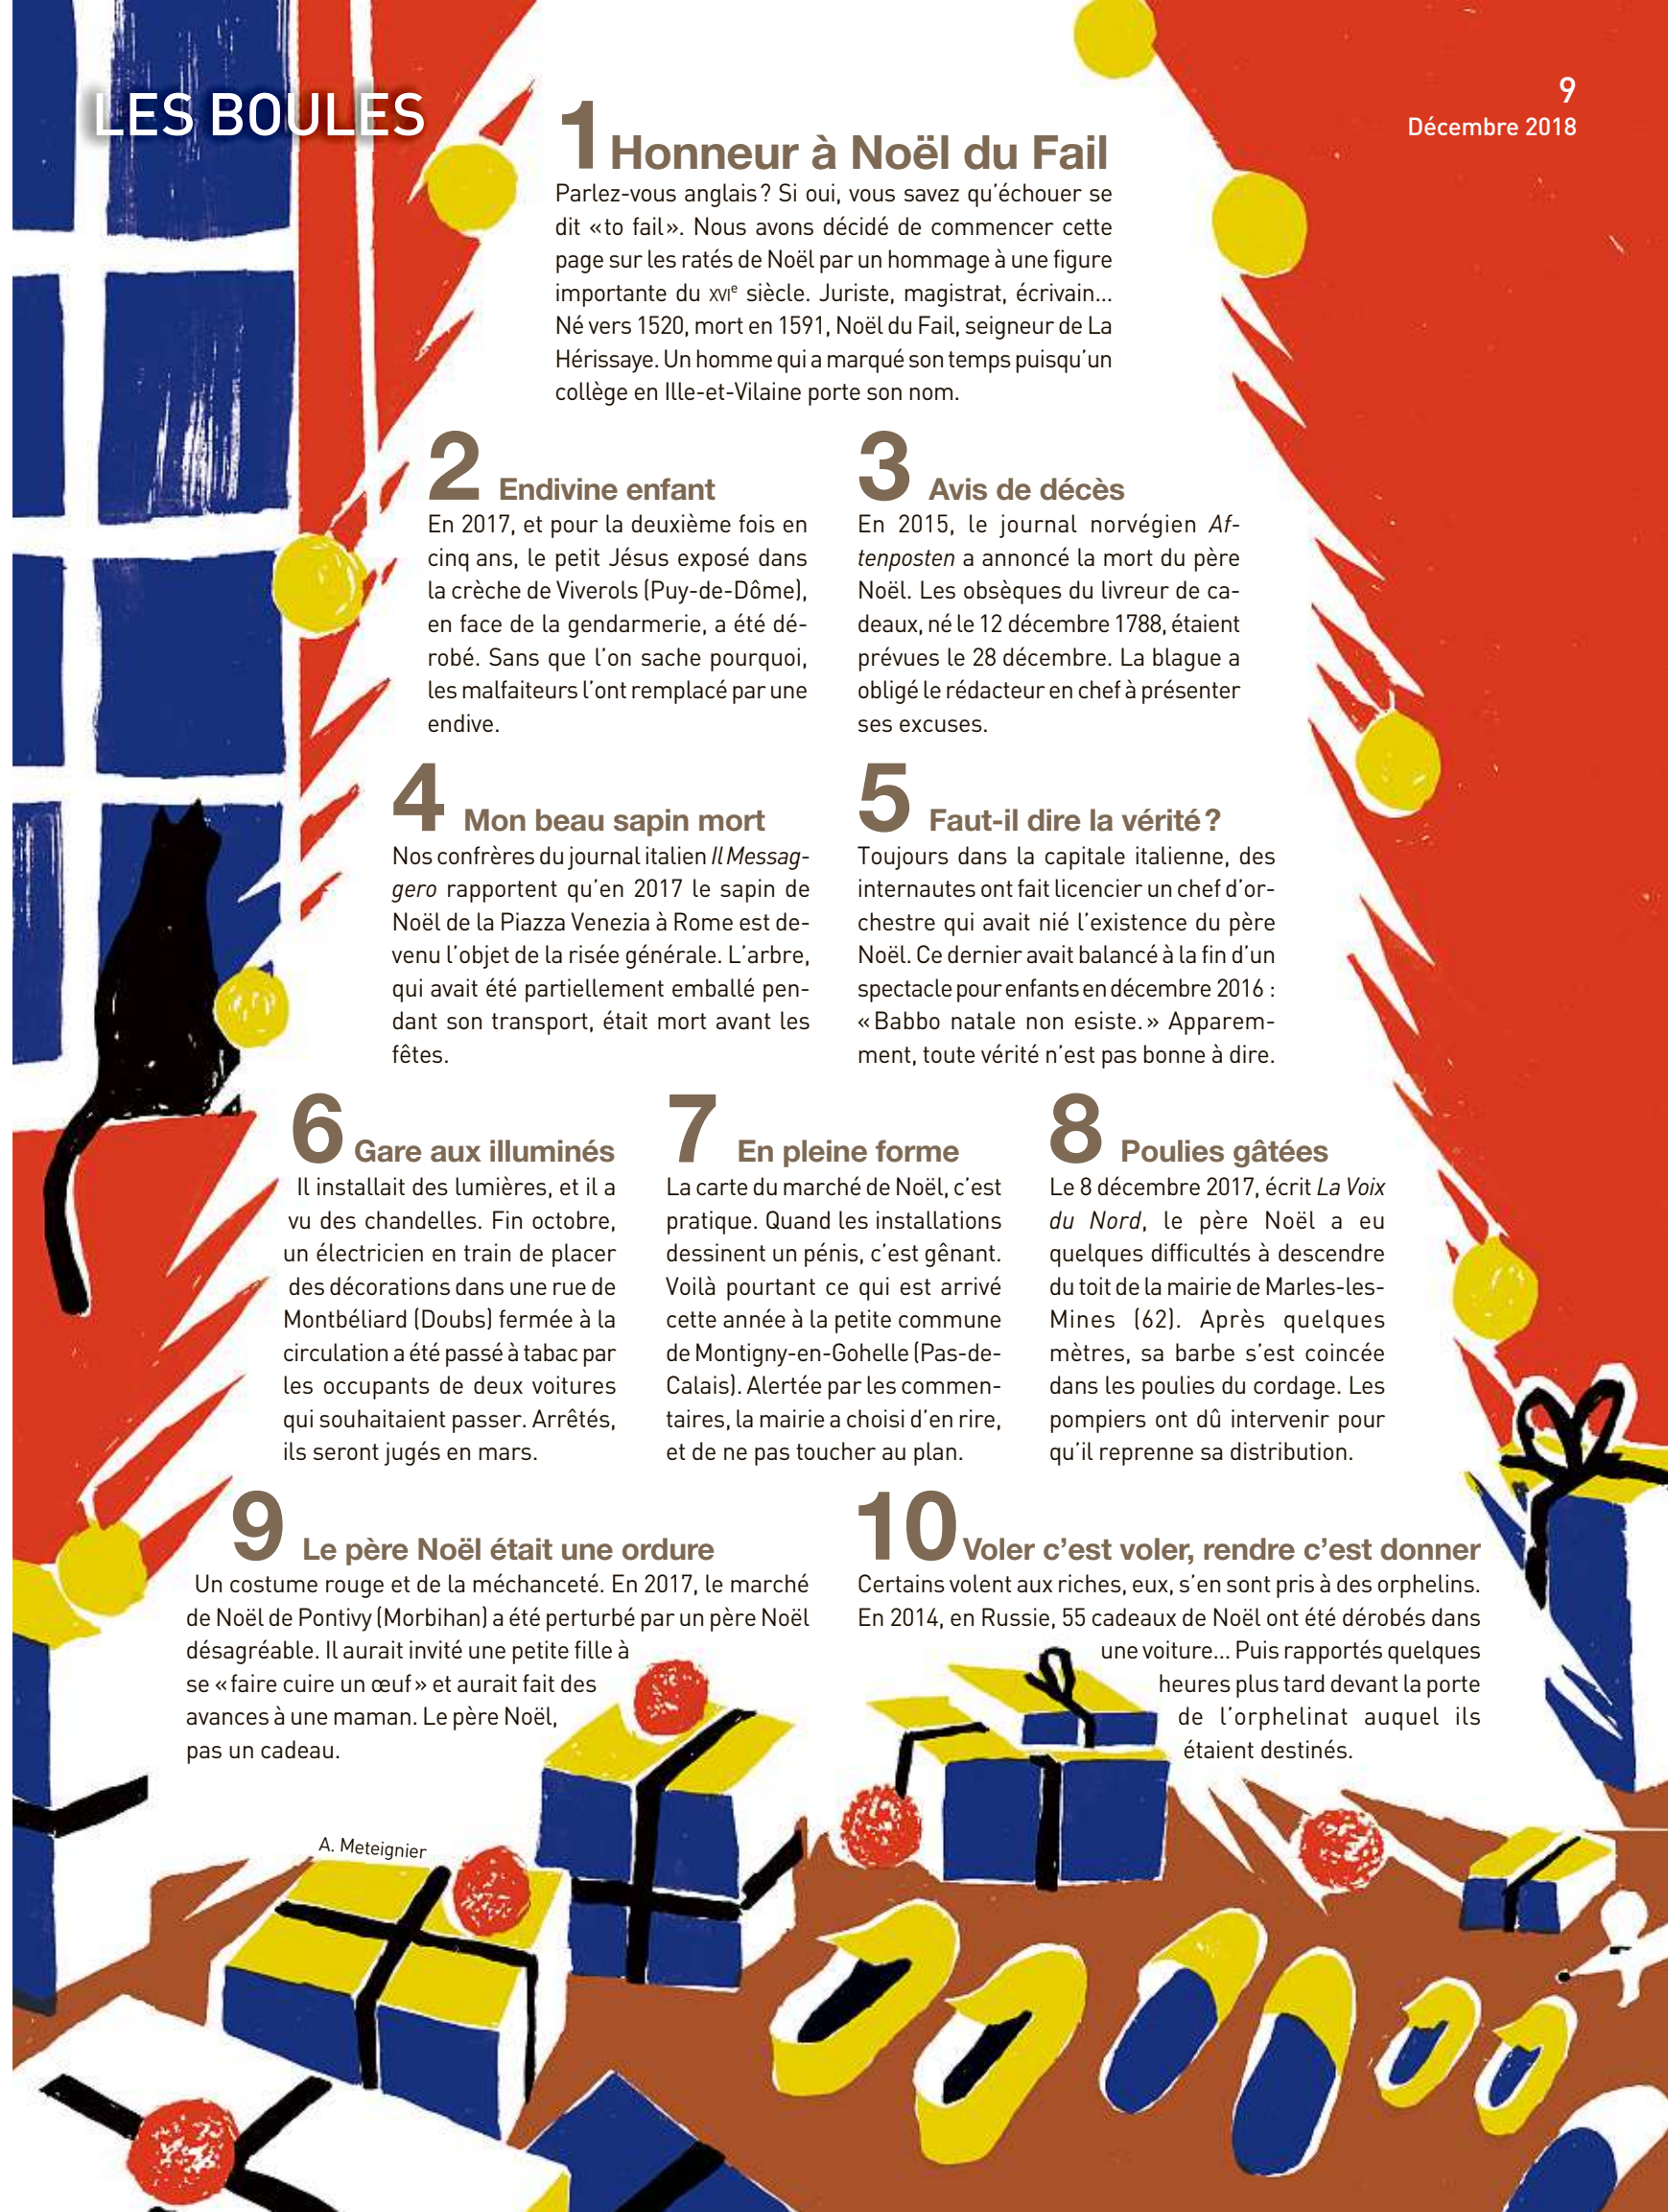 LES BOULES
9
Décembre 2018
1 Honneur à Noël du Fail
Parlez-vous anglais ? Si oui, vous savez qu’échouer se
dit «to fail». Nous avons décidé de commencer cette
page sur les ratés de Noël par un hommage à une figure
importante du XVIe siècle. Juriste, magistrat, écrivain...
Né vers 1520, mort en 1591, Noël du Fail, seigneur de La
Hérissaye. Un homme qui a marqué son temps puisqu’un
collège en Ille-et-Vilaine porte son nom.
2 Endivine enfant
En 2017, et pour la deuxième fois en
cinq ans, le petit Jésus exposé dans
la crèche de Viverols (Puy-de-Dôme),
en face de la gendarmerie, a été dé-
robé. Sans que l’on sache pourquoi,
les malfaiteurs l’ont remplacé par une
endive.
3 Avis de décès
En 2015, le journal norvégien Af-
tenposten a annoncé la mort du père
Noël. Les obsèques du livreur de ca-
deaux, né le 12 décembre 1788, étaient
prévues le 28 décembre. La blague a
obligé le rédacteur en chef à présenter
ses excuses.
4 Mon beau sapin mort
Nos confrères du journal italien Il Messag-
gero rapportent qu’en 2017 le sapin de
Noël de la Piazza Venezia à Rome est de-
venu l’objet de la risée générale. L’arbre,
qui avait été partiellement emballé pen-
dant son transport, était mort avant les
fêtes.
5 Faut-il dire la vérité ?
Toujours dans la capitale italienne, des
internautes ont fait licencier un chef d’or-
chestre qui avait nié l’existence du père
Noël. Ce dernier avait balancé à la fin d’un
spectacle pour enfants en décembre 2016 :
«Babbo natale non esiste.» Apparem-
ment, toute vérité n’est pas bonne à dire.
6 Gare aux illuminés
Il installait des lumières, et il a
vu des chandelles. Fin octobre,
un électricien en train de placer
des décorations dans une rue de
Montbéliard (Doubs) fermée à la
circulation a été passé à tabac par
les occupants de deux voitures
qui souhaitaient passer. Arrêtés,
ils seront jugés en mars.
7 En pleine forme
La carte du marché de Noël, c’est
pratique. Quand les installations
dessinent un pénis, c’est gênant.
Voilà pourtant ce qui est arrivé
cette année à la petite commune
de Montigny-en-Gohelle (Pas-de-
Calais). Alertée par les commen-
taires, la mairie a choisi d’en rire,
et de ne pas toucher au plan.
8 Poulies gâtées
Le 8 décembre 2017, écrit La Voix
du Nord, le père Noël a eu
quelques difficultés à descendre
du toit de la mairie de Marles-les-
Mines (62). Après quelques
mètres, sa barbe s’est coincée
dans les poulies du cordage. Les
pompiers ont dû intervenir pour
qu’il reprenne sa distribution.
9 Le père Noël était une ordure
Un costume rouge et de la méchanceté. En 2017, le marché
de Noël de Pontivy (Morbihan) a été perturbé par un père Noël
désagréable. Il aurait invité une petite fille à
se «faire cuire un œuf» et aurait fait des
avances à une maman. Le père Noël,
pas un cadeau.
10 Voler c’est voler, rendre c’est donner
Certains volent aux riches, eux, s’en sont pris à des orphelins.
En 2014, en Russie, 55 cadeaux de Noël ont été dérobés dans
une voiture... Puis rapportés quelques
heures plus tard devant la porte
de l’orphelinat auquel ils
étaient destinés.
A. Meteignier